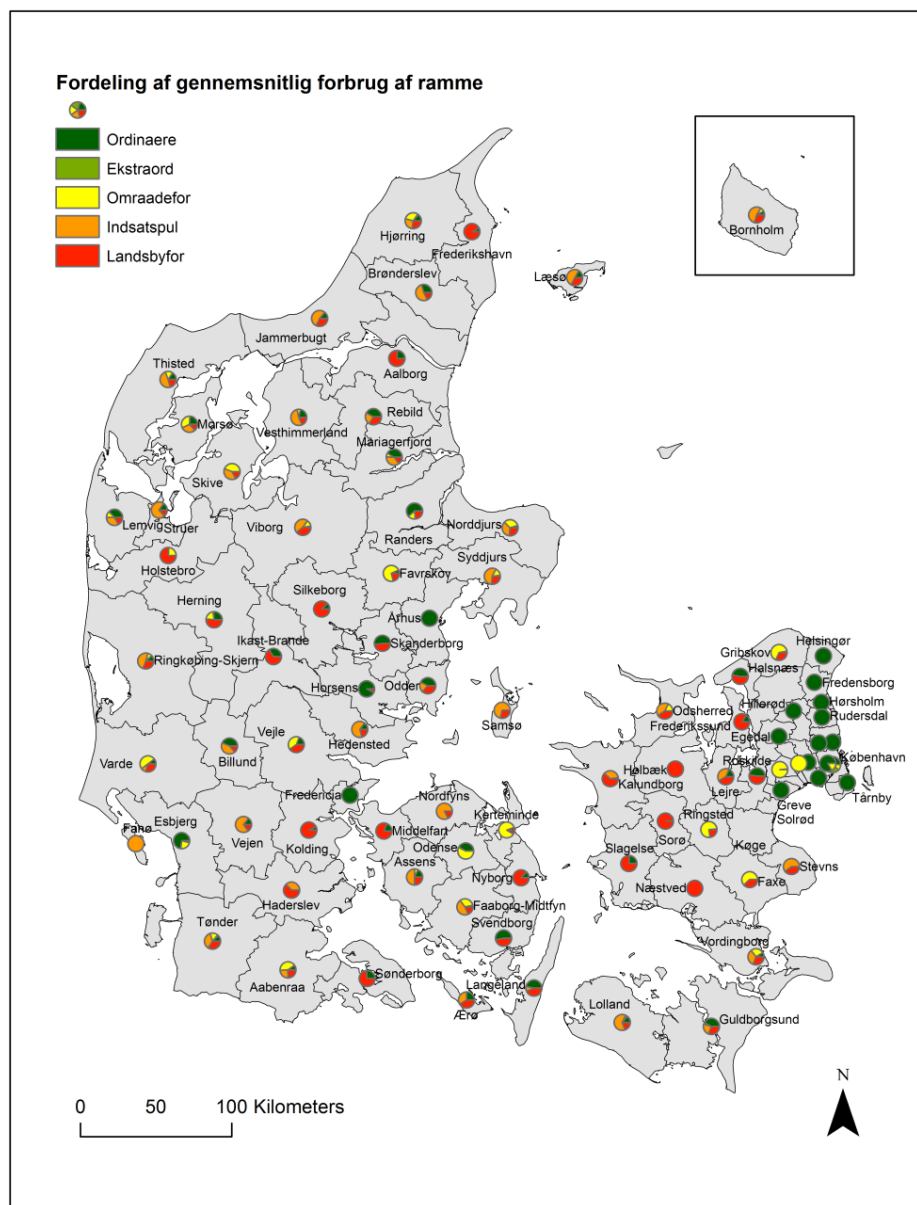 Fordeling af gennemsnitlig forbrug af ramme
Ordinaere
Ekstraord
Omraadefor
Indsatspul
Landsbyfor
Bornholm
Hjørring
Frederikshavn
Brønderslev
Læsø
Jammerbugt
Thisted
Aalborg
Morsø
Vesthimmerland
Rebild
Mariagerfjord
Skive
Lemvig
Struer
Viborg
Randers
Norddjurs
Holstebro
Favrskov
Syddjurs
Silkeborg
Herning
Århus
Ikast-Brande
Skanderborg
Ringkøbing-Skjern
Horsens
Odder
Samsø
Hedensted
Vejle
Billund
Varde
Fredericia
Esbjerg
Fanø
Vejen
Kolding
Middelfart
Nordfyns
Kerteminde
Odense
Assens
Nyborg
Haderslev
Faaborg-Midtfyn
Svendborg
Tønder
Aabenraa
Sønderborg
Langeland
Ærø
Helsingør
Gribskov
Halsnæs
Fredensborg
Hillerød
Hørsholm
Rudersdal
Odsherred
Frederikssund
Egedal
København
Roskilde
Holbæk
Kalundborg
Lejre
Tårnby
Greve
Solrød
Ringsted
Sorø
Køge
Slagelse
Stevns
Næstved
Faxe
Vordingborg
Lolland
Guldborgsund
0 50 100 Kilometers
N